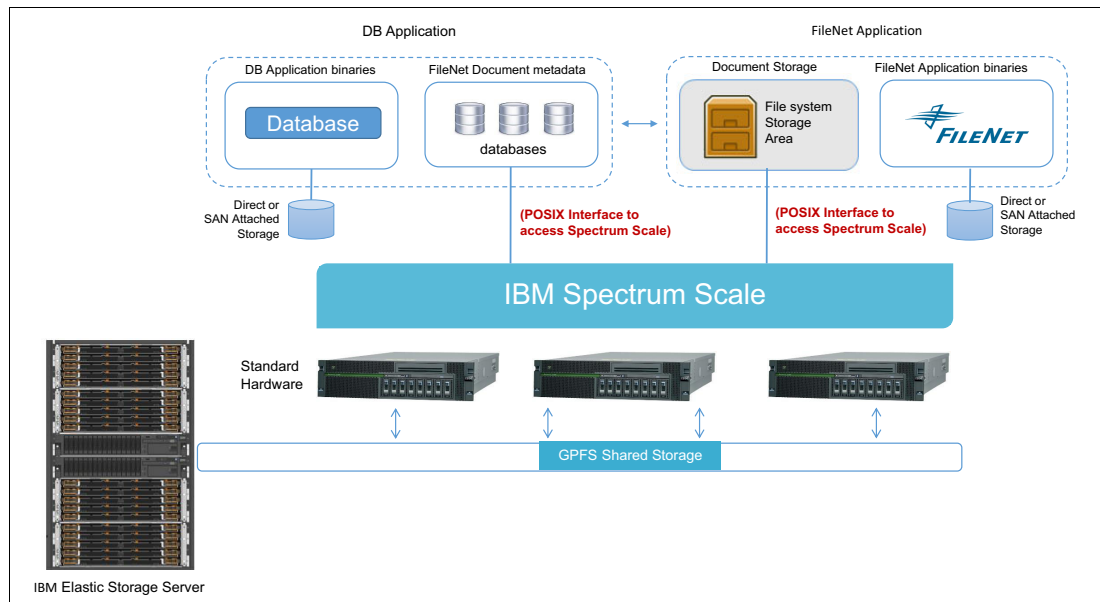 DB Application
FileNet Application
DB Application binaries
FileNet Document metadata
Document Storage
FileNet Application binaries
Database
databases
File system
Storage
Area
FILENET
Direct or
SAN Attached
Storage
(POSIX Interface to
access Spectrum Scale)
(POSIX Interface to
access Spectrum Scale)
Direct or
SAN Attached
Storage
IBM Spectrum Scale
Standard
Hardware
GPFS Shared Storage
IBM Elastic Storage Server